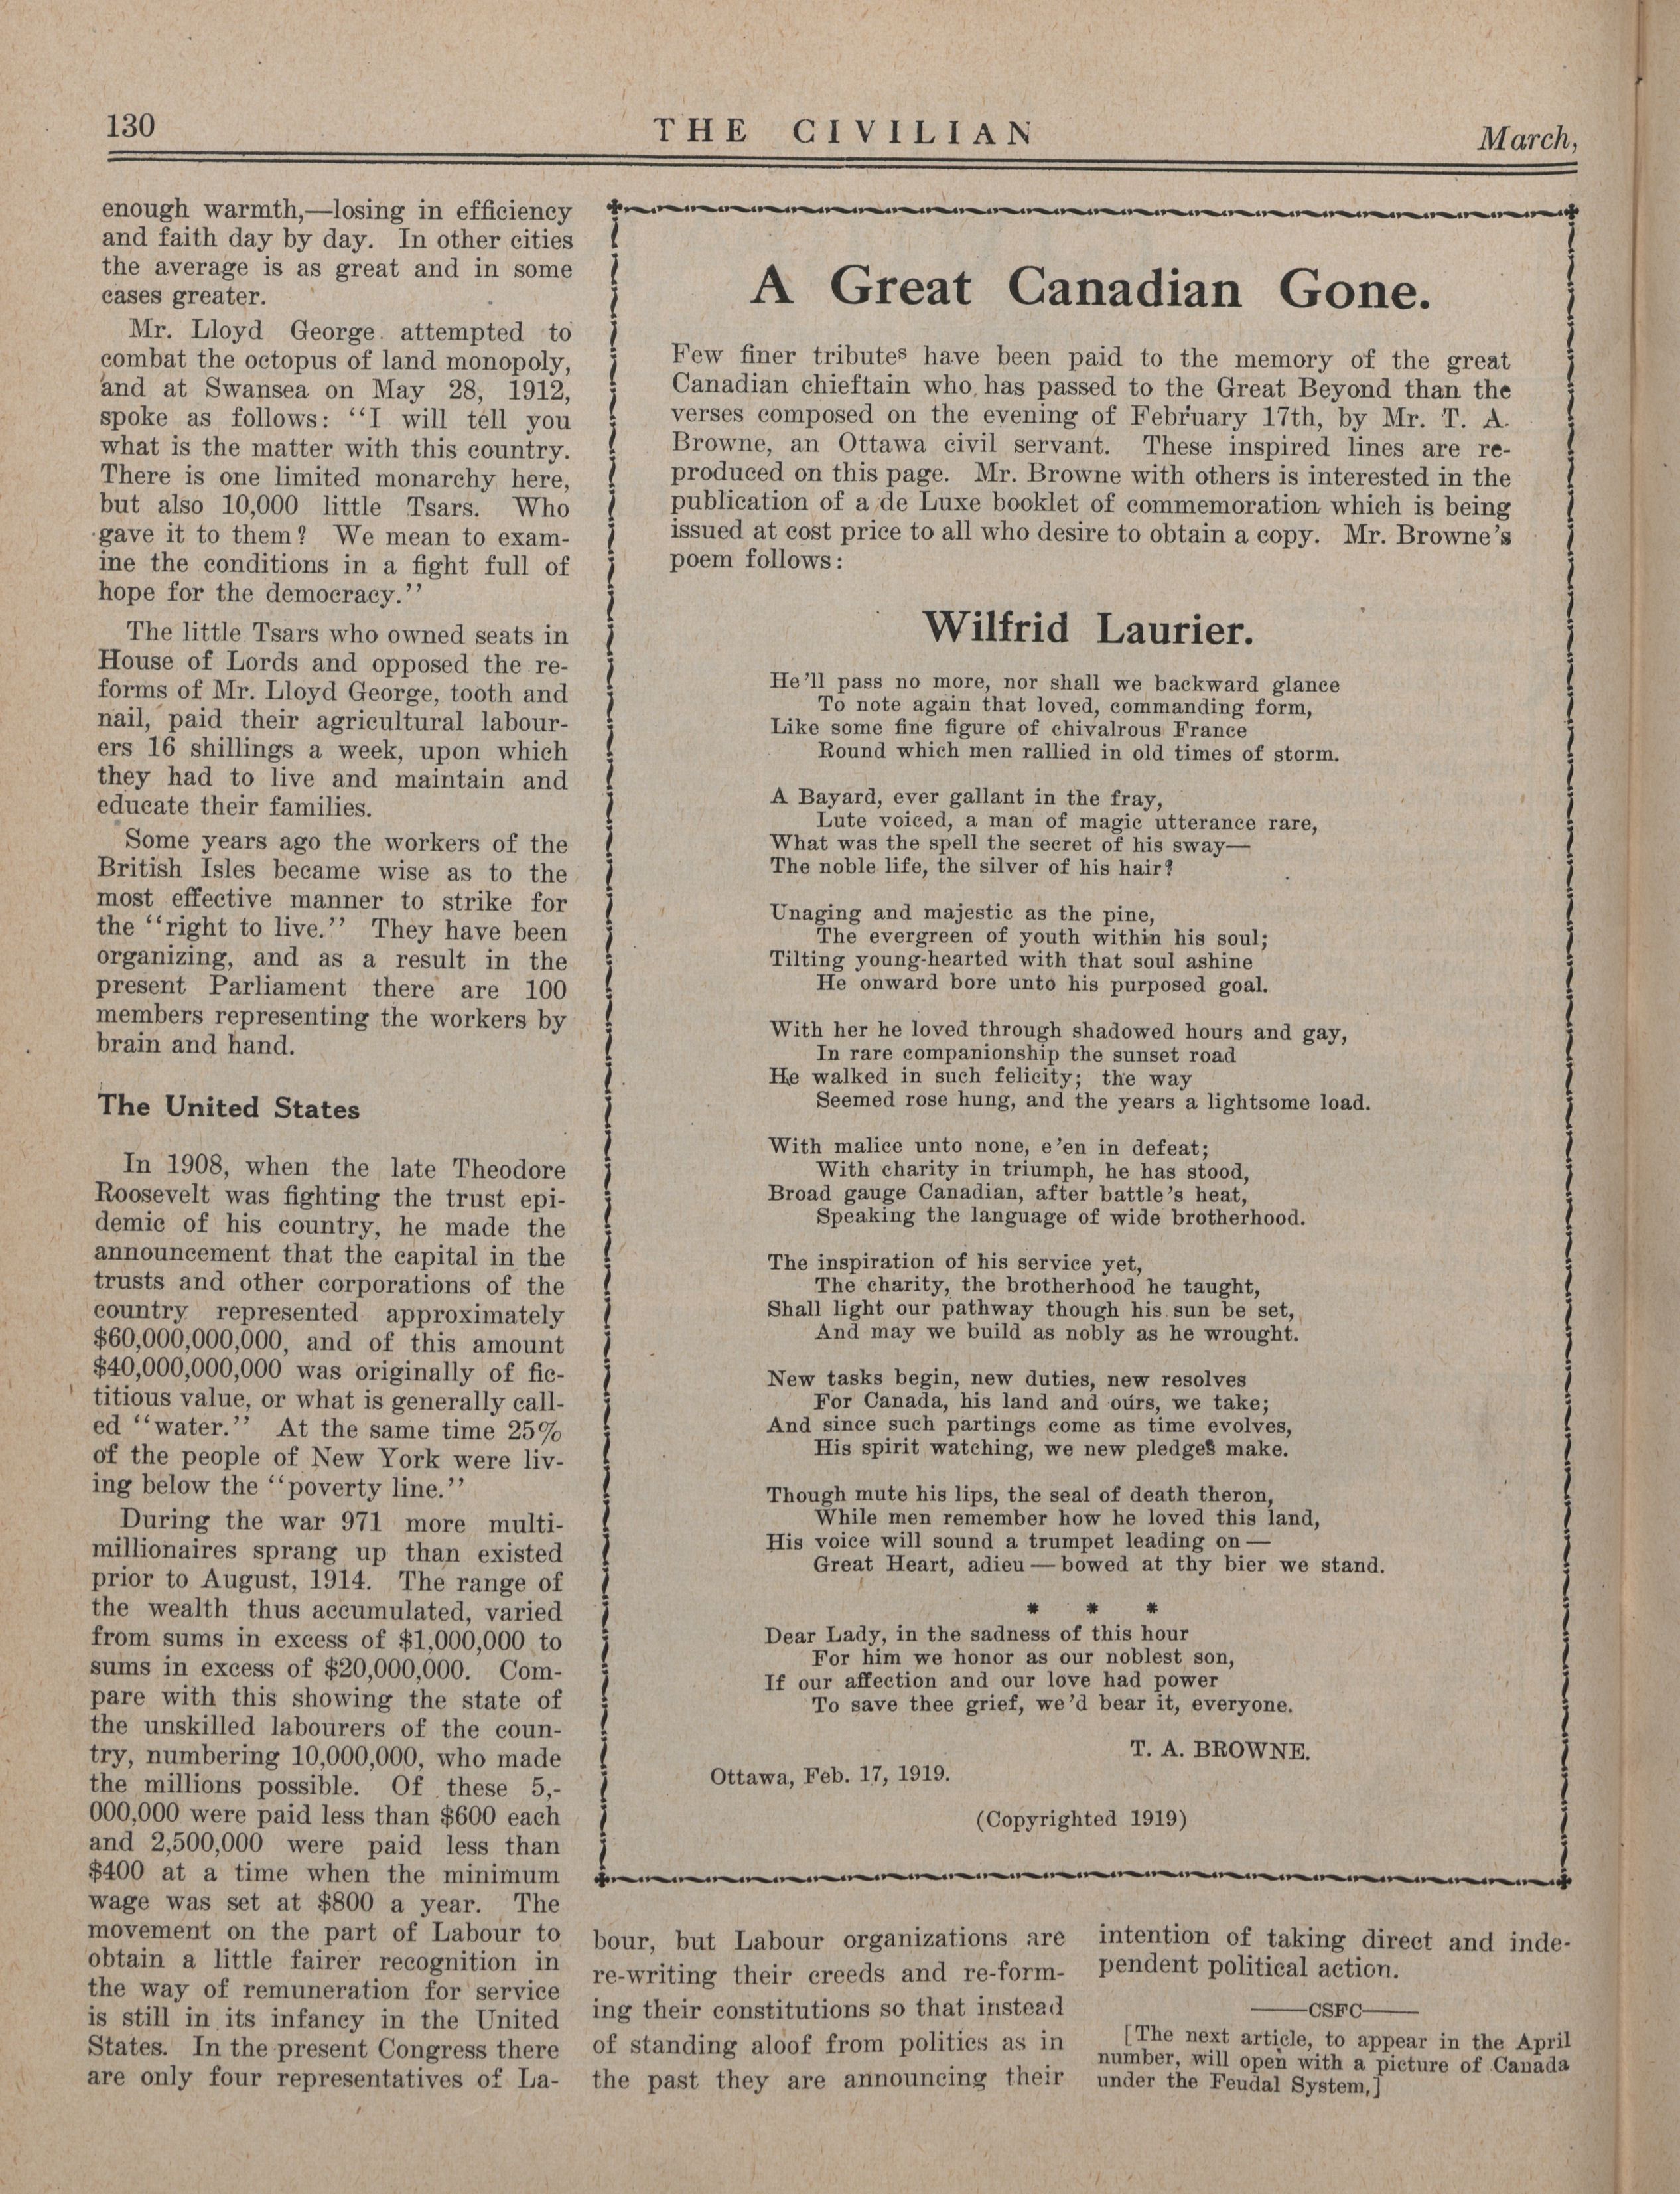 130
THE CIVILIAN
March,
enough warmth,—losing in efficiency
and faith day by day. In other cities
the average is as great and in some
cases greater.
Mr. Lloyd George. attempted to
combat the octopus of land monopoly,
and at Swansea on May 28, 1912,
spoke as follows: ‘‘I will tell you
what is the matter with this country.
There is one limited monarchy here,
but also 10,000 little Tsars. Who
gave it to them? We mean to exam-
ine the conditions in a fight full of
hope for the democracy.’’
The little Tsars who owned seats in
House of Lords and opposed the re-
forms of Mr. Lloyd George, tooth and
nail, paid their agricultural labour-
ers 16 shillings a week, upon which
they had to live and maintain and
educate their families.
Some years ago the workers of the
British Isles became wise as to the
most effective manner to strike for
the ‘‘right to live.’’ They have been
organizing, and as a result in the
present Parliament there are 100
members representing the workers by
brain and hand.
The United States
In 1908, when the late Theodore
Roosevelt was fighting the trust epi-
demic of his country, he made the
announcement that the capital in the
trusts and other corporations of the
country represented approximately
$60,000,000,000, and of this amount
$40,000,000,000 was originally of fic-
titious value, or what is generally call-
ed ‘‘water.’’ At the same time 25%
of the people of New York were liv-
ing below the ‘‘poverty line.’’
During the war 971 more multi-
millionaires sprang up than existed
prior to August, 1914. The range of
the wealth thus accumulated, varied
from sums in excess of $1,000,000 to
sums in excess of $20,000,000. Com-
pare with this showing the state of
the unskilled labourers of the coun-
try, numbering 10,000,000, who made
the millions possible. Of these 5,-
000,000 were paid less than $600 each
and 2,500,000 were paid less than
$400 at a time when the minimum
wage was set at $800 a year. The
movement on the part of Labour to
obtain a little fairer recognition in
the way of remuneration for service
is still in its infancy in the United
States. In the present Congress there
are only four representatives of La-
A Great Canadian Gone.
Few finer tributes have been paid to the memory of the great
Canadian chieftain who has passed to the Great Beyond than the
verses composed on the evening of February 17th, by Mr. T. A.
Browne, an Ottawa civil servant. These inspired lines are re-
produced on this page. Mr. Browne with others is interested in the
publication of a de Luxe booklet of commemoration which is being
issued at cost price to all who desire to obtain a copy. Mr. Browne’s
poem follows:
Wilfrid Laurier.
He’ll pass no more, nor shall we backward glance
To note again that loved, commanding form,
Like some fine figure of chivalrous France
Round which men rallied in old times of storm.
A Bayard, ever gallant in the fray,
Lute voiced, a man of magic utterance rare,
What was the spell the secret of his sway—
The noble life, the silver of his hair?
Unaging and majestic as the pine,
The evergreen of youth within his soul;
Tilting young-hearted with that soul ashine
He onward bore unto his purposed goal.
With her he loved through shadowed hours and gay,
In rare companionship the sunset road
He walked in such felicity; the way
Seemed rose hung, and the years a lightsome load.
With malice unto none, e’en in defeat;
With charity in triumph, he has stood,
Broad gauge Canadian, after battle’s heat,
Speaking the language of wide brotherhood.
The inspiration of his service yet,
The charity, the brotherhood he taught,
Shall light our pathway though his sun be set,
And may we build as nobly as he wrought.
New tasks begin, new duties, new resolves
For Canada, his land and ours, we take;
And since such partings come as time evolves,
His spirit watching, we new pledges make.
Though mute his lips, the seal of death theron,
While men remember how he loved this land,
His voice will sound a trumpet leading on—
Great Heart, adieu—bowed at thy bier we stand.
* * *
Dear Lady, in the sadness of this hour
For him we honor as our noblest son,
If our affection and our love had power
To save thee grief, we’d bear it, everyone.
T. A. BROWNE.
Ottawa, Feb. 17, 1919.
(Copyrighted 1919)
bour, but Labour organizations are
re-writing their creeds and re-form-
ing their constitutions so that instead
of standing aloof from politics as in
the past they are announcing their
intention of taking direct and inde-
pendent political action.
——CSFC——
[The next article, to appear in the April
number, will open with a picture of Canada
under the Feudal System,]